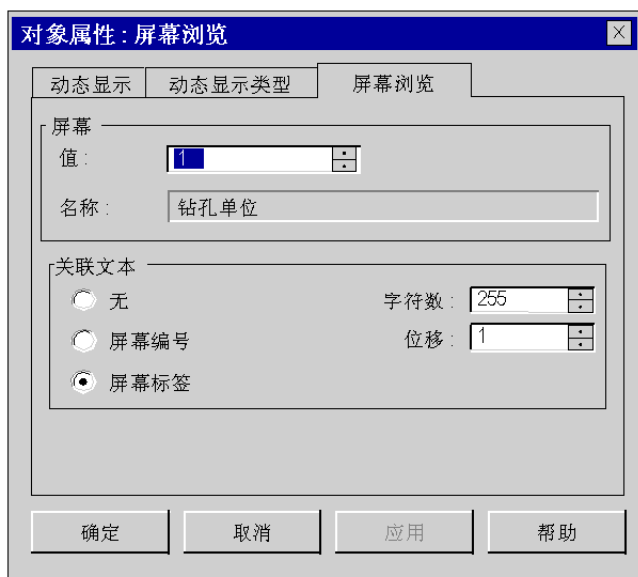 对象属性：屏幕浏览
动态显示 动态显示类型 屏幕浏览
屏幕
值： 1
名称： 钻孔单位
关联文本
无 字符数： 255
屏幕编号 位移： 1
屏幕标签
确定 取消 应用 帮助